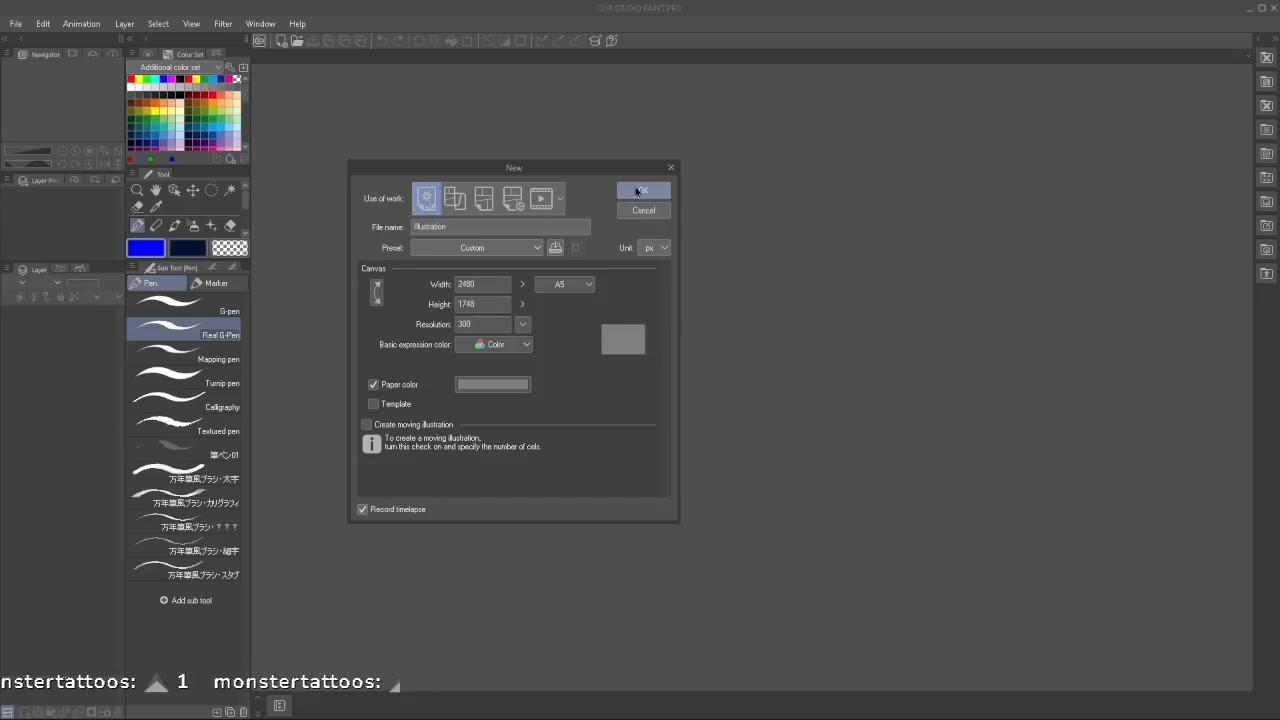 CLIP STUDIO PAINT PRO
File Edit Animation Layer Select View Filter Window Help
Navigator
Color Set
Additional color set
Layer Pro
Tool
Layer
Sub Tool [Pen]
Pen
Marker
G-pen
Real G-Pen
Mapping pen
Turnip pen
Calligraphy
Textured pen
筆ペン01
万年筆風ブラシ・太字
万年筆風ブラシ・カリグラフィ
万年筆風ブラシ・？？？
万年筆風ブラシ・細字
万年筆風ブラシ・スタブ
Add sub tool
New
Use of work:
OK
Cancel
File name: Illustration
Preset: Custom
Unit px
Canvas
Width: 2480 A5
Height: 1748
Resolution: 300
Basic expression color: Color
Paper color
Template
Create moving illustration
To create a moving illustration,
turn this check on and specify the number of cels.
Record timelapse
nstertattoos: 1 monstertattoos: